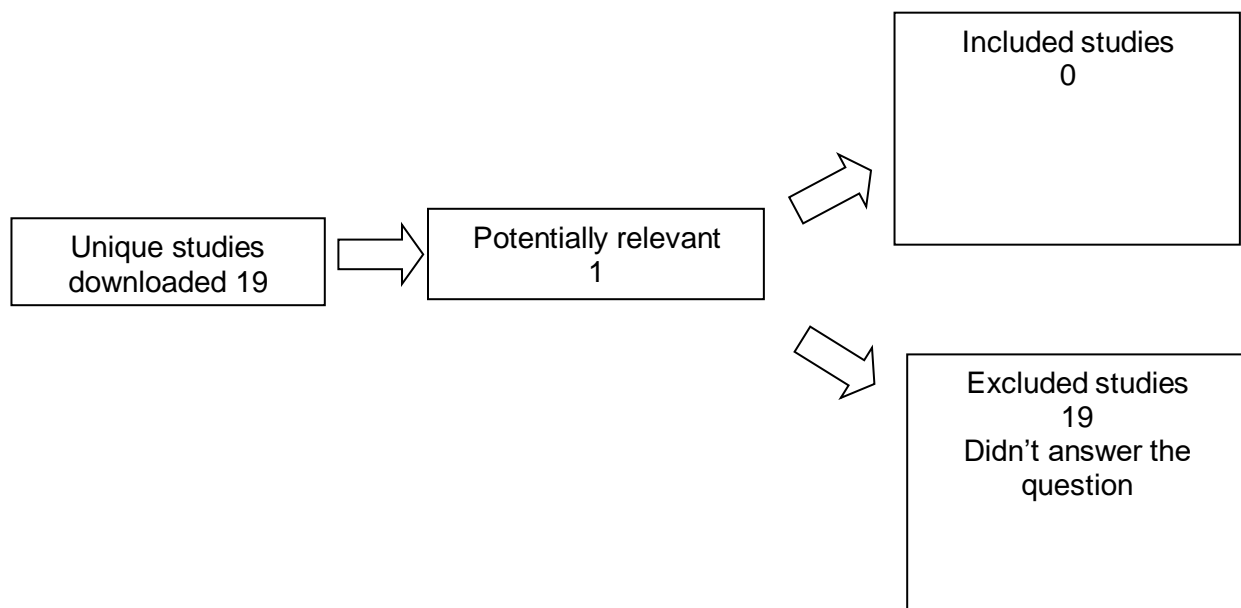 Unique studies
downloaded 19
Potentially relevant
1
Included studies
0
Excluded studies
19
Didn’t answer the
question